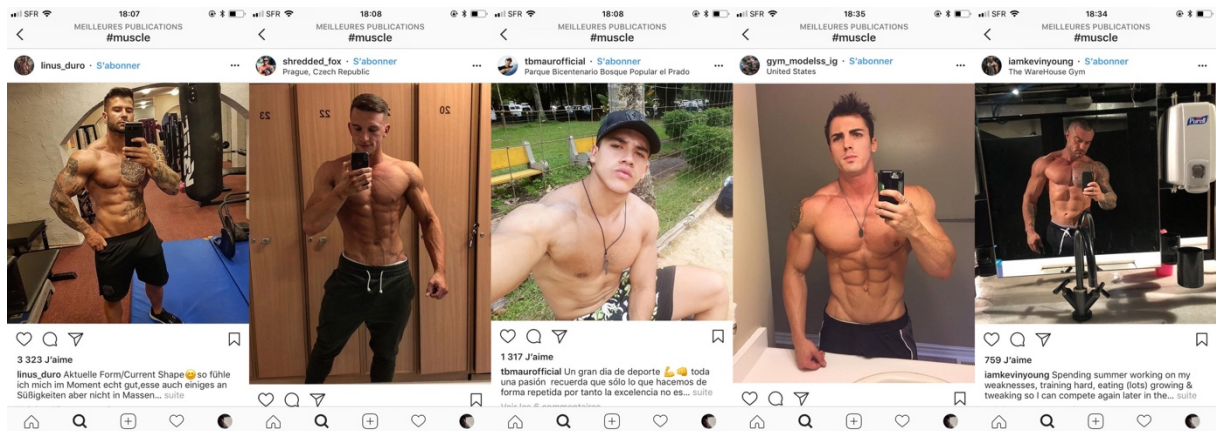 SFR 18:07
MEILLEURES PUBLICATIONS
#muscle
linus_duro · S'abonner
3 323 J'aime
linus_duro Aktuelle Form/Current Shape😊so fühle
ich mich im Moment echt gut,esse auch einiges an
Süßigkeiten aber nicht in Massen... suite
SFR 18:08
MEILLEURES PUBLICATIONS
#muscle
shredded_fox · S'abonner
Prague, Czech Republic
23 22 20
SFR 18:08
MEILLEURES PUBLICATIONS
#muscle
tbmaurofficial · S'abonner
Parque Bicentenario Bosque Popular el Prado
1 317 J'aime
tbmaurofficial Un gran dia de deporte 💪👊 toda
una pasión recuerda que sólo lo que hacemos de
forma repetida por tanto la excelencia no es... suite
Voir les 6 commentaires
SFR 18:35
MEILLEURES PUBLICATIONS
#muscle
gym_modelss_ig · S'abonner
United States
SFR 18:34
MEILLEURES PUBLICATIONS
#muscle
iamkevinyoung · S'abonner
The WareHouse Gym
Purell
759 J'aime
iamkevinyoung Spending summer working on my
weaknesses, training hard, eating (lots) growing &
tweaking so I can compete again later in the... suite